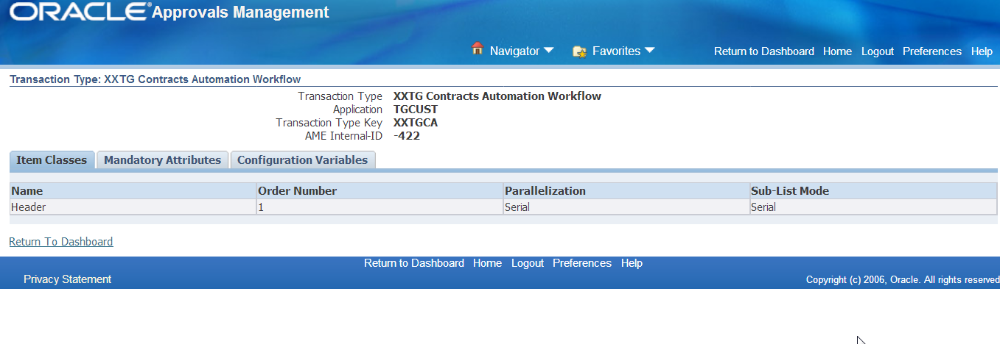 ORACLE® Approvals Management
Navigator Favorites Return to Dashboard Home Logout Preferences Help
Transaction Type: XXTG Contracts Automation Workflow
Transaction Type XXTG Contracts Automation Workflow
Application TGCUST
Transaction Type Key XXTGCA
AME Internal-ID -422
Item Classes Mandatory Attributes Configuration Variables
Name Order Number Parallelization Sub-List Mode
Header 1 Serial Serial
Return To Dashboard
Return to Dashboard Home Logout Preferences Help
Privacy Statement Copyright (c) 2006, Oracle. All rights reserved